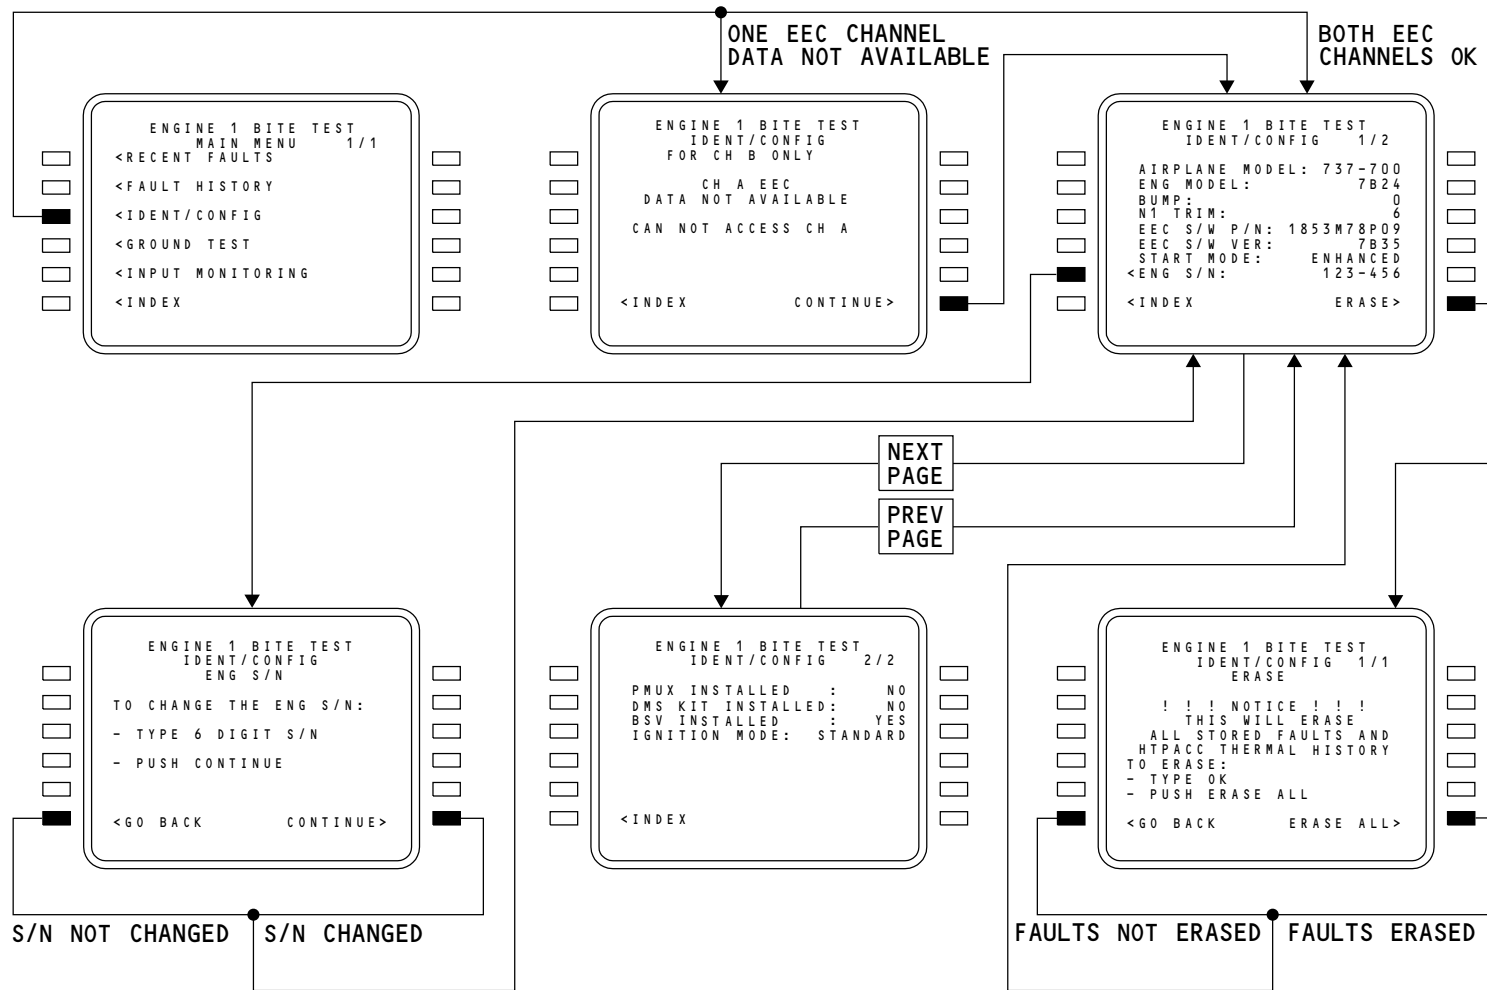 ONE EEC CHANNEL
DATA NOT AVAILABLE
BOTH EEC
CHANNELS OK
ENGINE 1 BITE TEST
MAIN MENU 1/1
<RECENT FAULTS
<FAULT HISTORY
<IDENT/CONFIG
<GROUND TEST
<INPUT MONITORING
<INDEX
ENGINE 1 BITE TEST
IDENT/CONFIG
FOR CH B ONLY
CH A EEC
DATA NOT AVAILABLE
CAN NOT ACCESS CH A
<INDEX CONTINUE>
ENGINE 1 BITE TEST
IDENT/CONFIG 1/2
AIRPLANE MODEL: 737-700
ENG MODEL: 7B24
BUMP: 0
N1 TRIM: 6
EEC S/W P/N: 1853M78P09
EEC S/W VER: 7B35
START MODE: ENHANCED
<ENG S/N: 123-456
<INDEX ERASE>
NEXT
PAGE
PREV
PAGE
ENGINE 1 BITE TEST
IDENT/CONFIG
ENG S/N
TO CHANGE THE ENG S/N:
- TYPE 6 DIGIT S/N
- PUSH CONTINUE
<GO BACK CONTINUE>
ENGINE 1 BITE TEST
IDENT/CONFIG 2/2
PMUX INSTALLED : NO
DMS KIT INSTALLED: NO
BSV INSTALLED : YES
IGNITION MODE: STANDARD
<INDEX
ENGINE 1 BITE TEST
IDENT/CONFIG 1/1
ERASE
! ! ! NOTICE ! ! !
THIS WILL ERASE
ALL STORED FAULTS AND
HTPACC THERMAL HISTORY
TO ERASE:
- TYPE OK
- PUSH ERASE ALL
<GO BACK ERASE ALL>
S/N NOT CHANGED S/N CHANGED
FAULTS NOT ERASED FAULTS ERASED